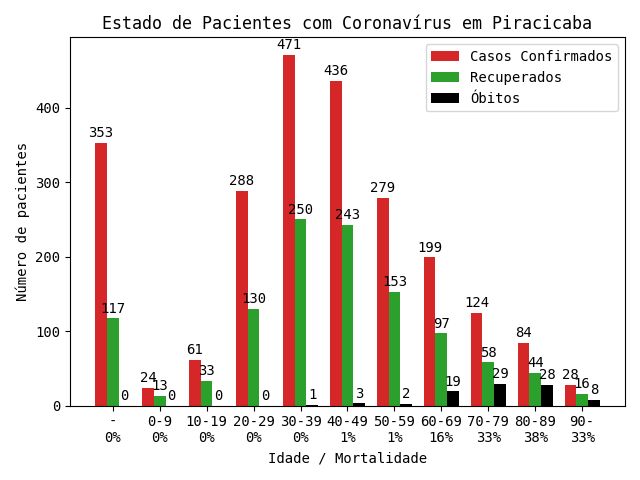 Estado de Pacientes com Coronavírus em Piracicaba
Casos Confirmados
Recuperados
Óbitos
Número de pacientes
400
300
200
100
0
353 117 0
24 13 0
61 33 0
288 130 0
471 250 1
436 243 3
279 153 2
199 97 19
124 58 29
84 44 28
28 16 8
- 0-9 10-19 20-29 30-39 40-49 50-59 60-69 70-79 80-89 90-
0% 0% 0% 0% 0% 1% 1% 16% 33% 38% 33%
Idade / Mortalidade